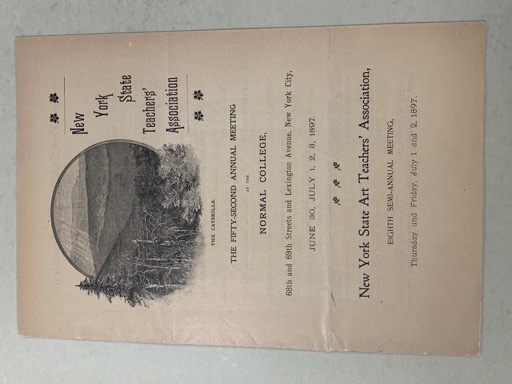 New
York
State
Teachers'
Association
THE CATSKILLS.
THE FIFTY-SECOND ANNUAL MEETING
AT THE
NORMAL COLLEGE,
68th and 69th Streets and Lexington Avenue, New York City,
JUNE 30, JULY 1, 2, 3, 1897.
New York State Art Teachers' Association,
EIGHTH SEMI-ANNUAL MEETING,
Thursday and Friday, July 1 and 2, 1897.